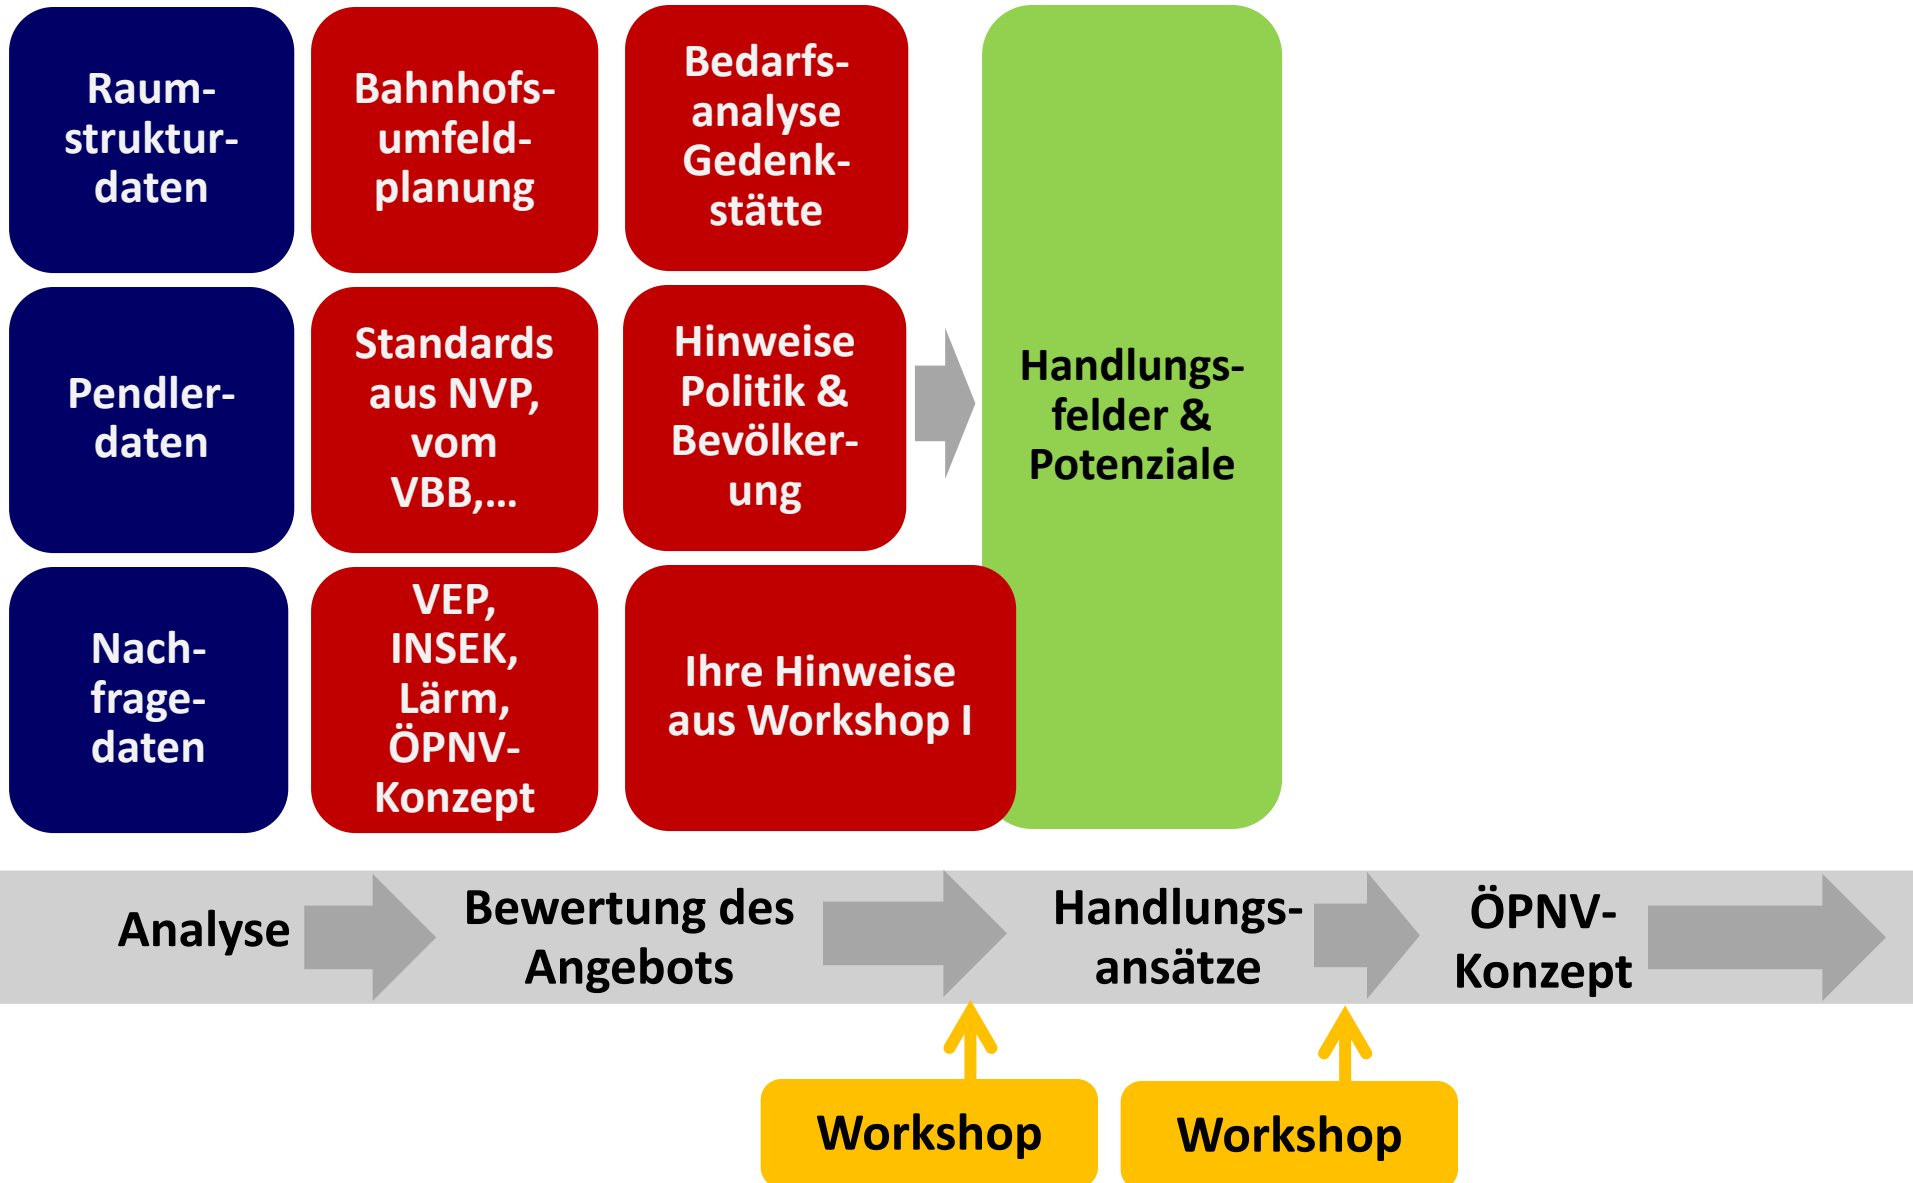 Raum-
struktur-
daten
Bahnhofs-
umfeld-
planung
Bedarfs-
analyse
Gedenk-
stätte
Pendler-
daten
Standards
aus NVP,
vom
VBB,...
Hinweise
Politik &
Bevölker-
ung
Handlungs-
felder &
Potenziale
Nach-
frage-
daten
VEP,
INSEK,
Lärm,
ÖPNV-
Konzept
Ihre Hinweise
aus Workshop I
Analyse
Bewertung des
Angebots
Handlungs-
ansätze
ÖPNV-
Konzept
Workshop
Workshop